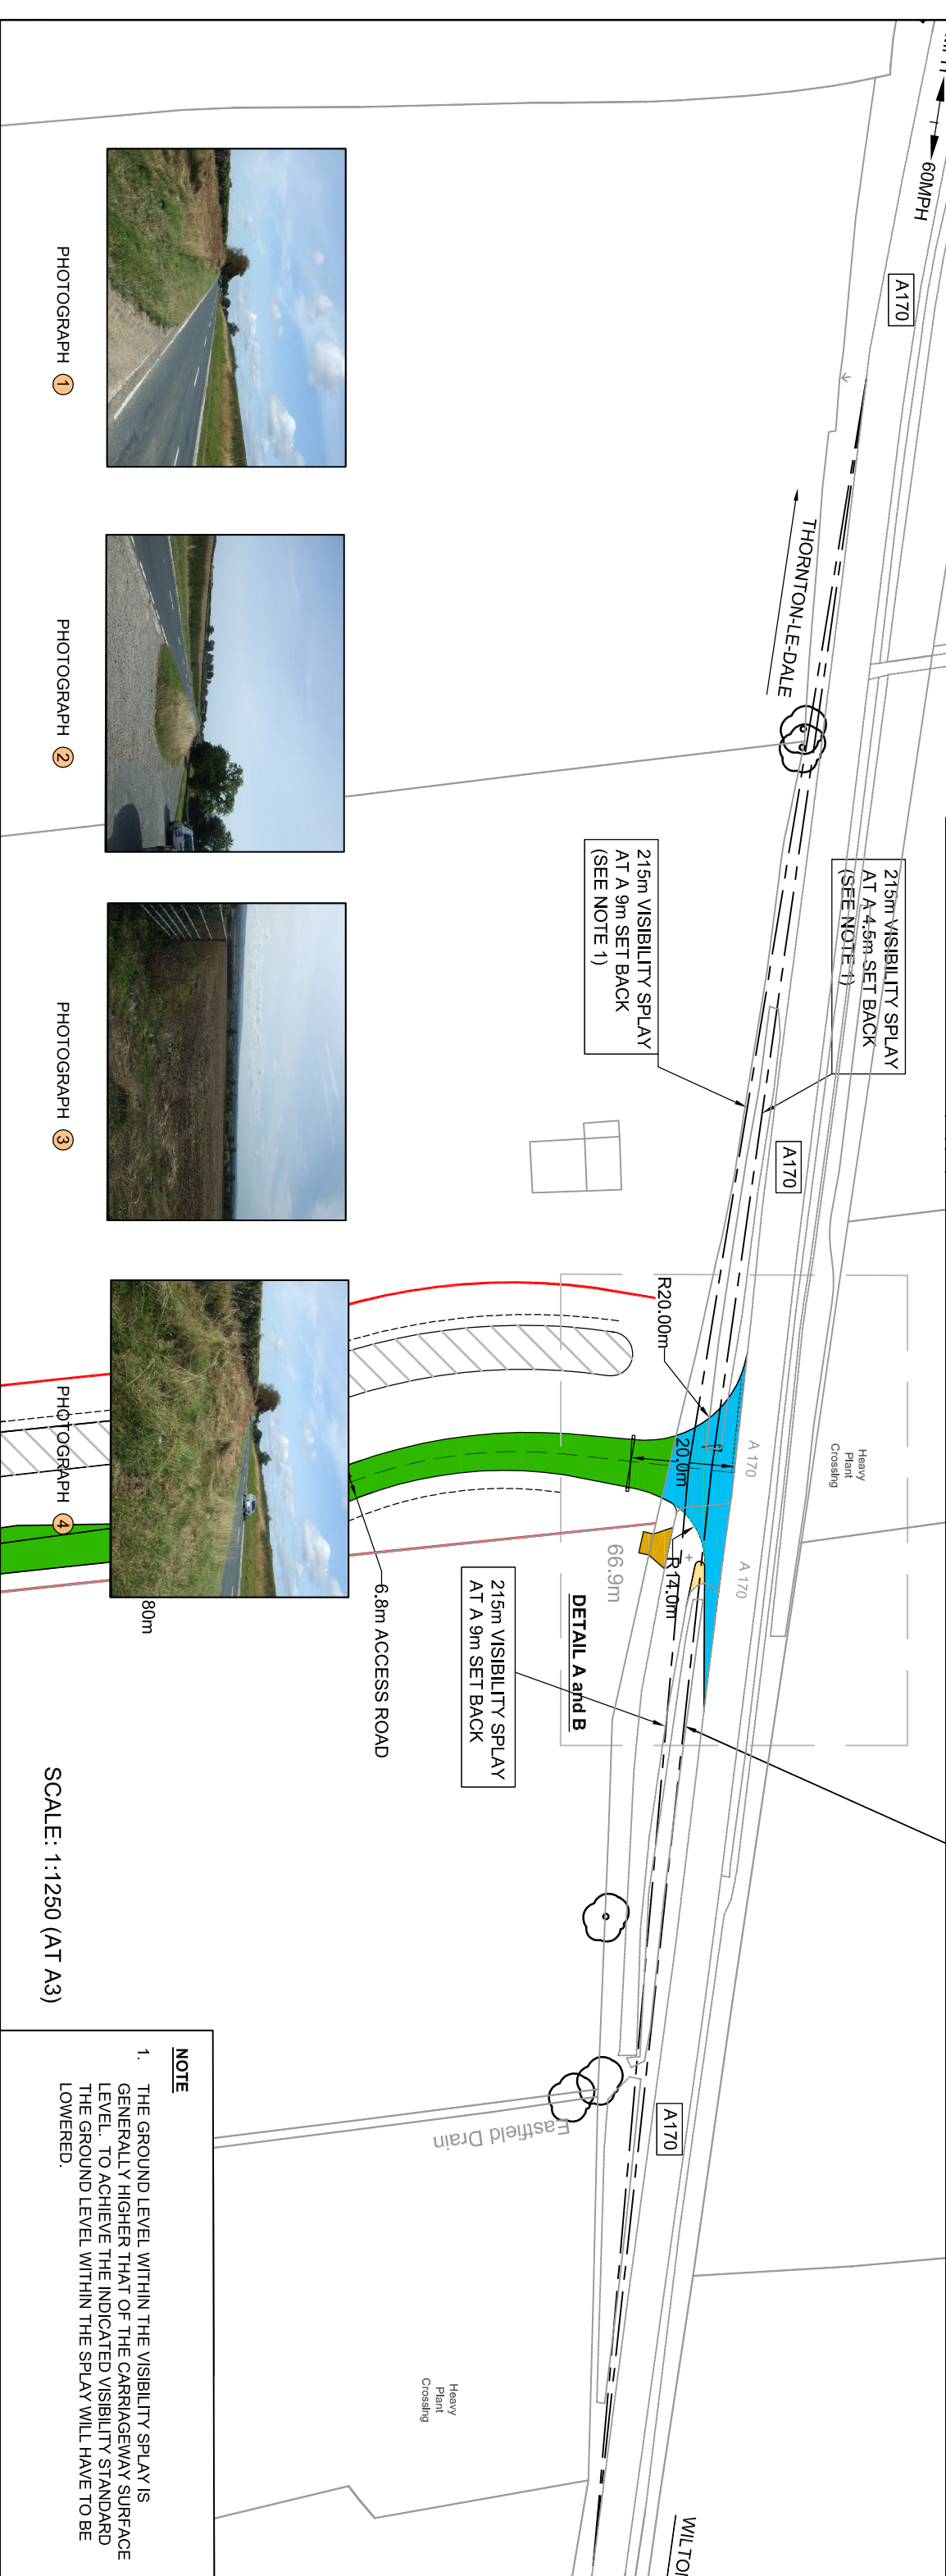 60MPH
A170
THORNTON-LE-DALE
215m VISIBILITY SPLAY
AT A 4.5m SET BACK
(SEE NOTE 1)
215m VISIBILITY SPLAY
AT A 9m SET BACK
(SEE NOTE 1)
A170
Heavy
Plant
Crossing
A 170
A 170
R20.00m
20.0m
R14.0m
66.9m
DETAIL A and B
215m VISIBILITY SPLAY
AT A 9m SET BACK
6.8m ACCESS ROAD
80m
A170
Eastfield Drain
Heavy
Plant
Crossing
PHOTOGRAPH 1
PHOTOGRAPH 2
PHOTOGRAPH 3
PHOTOGRAPH 4
SCALE: 1:1250 (AT A3)
NOTE
1. THE GROUND LEVEL WITHIN THE VISIBILITY SPLAY IS
GENERALLY HIGHER THAT OF THE CARRIAGEWAY SURFACE
LEVEL. TO ACHIEVE THE INDICATED VISIBILITY STANDARD
THE GROUND LEVEL WITHIN THE SPLAY WILL HAVE TO BE
LOWERED.